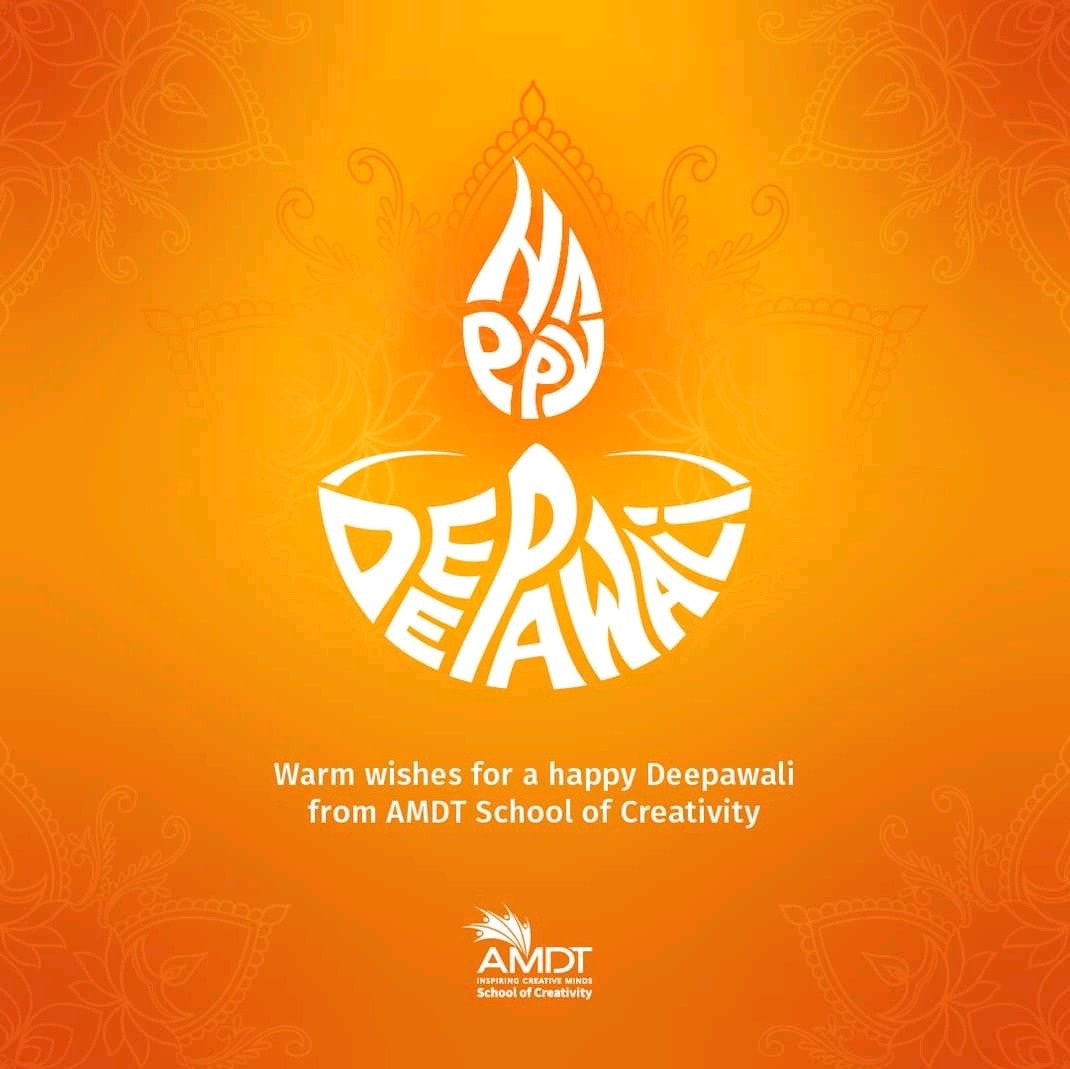 HAPPY
DEEPAWALI
Warm wishes for a happy Deepawali
from AMDT School of Creativity
AMDT
INSPIRING CREATIVE MINDS
School of Creativity